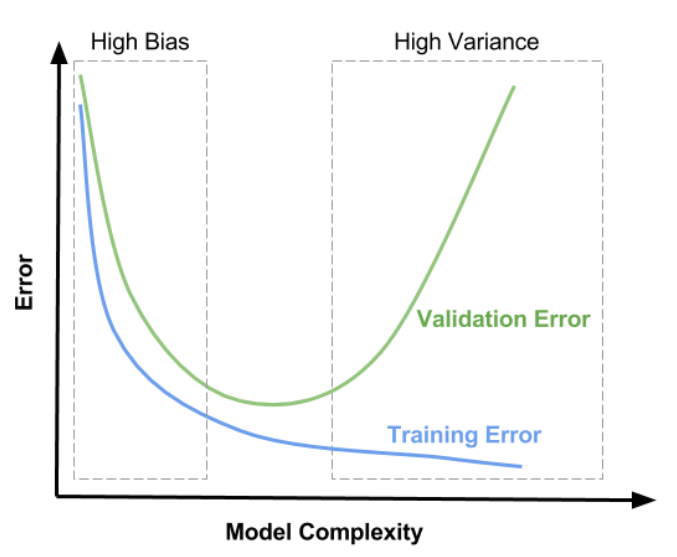 High Bias
High Variance
Error
Validation Error
Training Error
Model Complexity